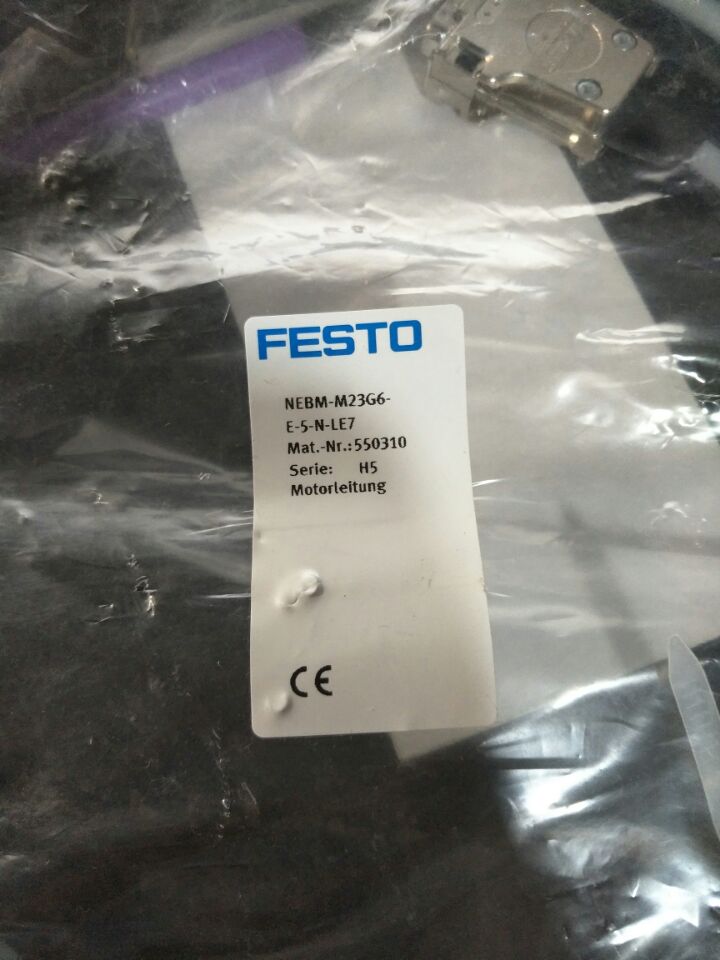 FESTO
NEBM-M23G6-
E-5-N-LE7
Mat.-Nr.:550310
Serie: H5
Motorleitung
CE